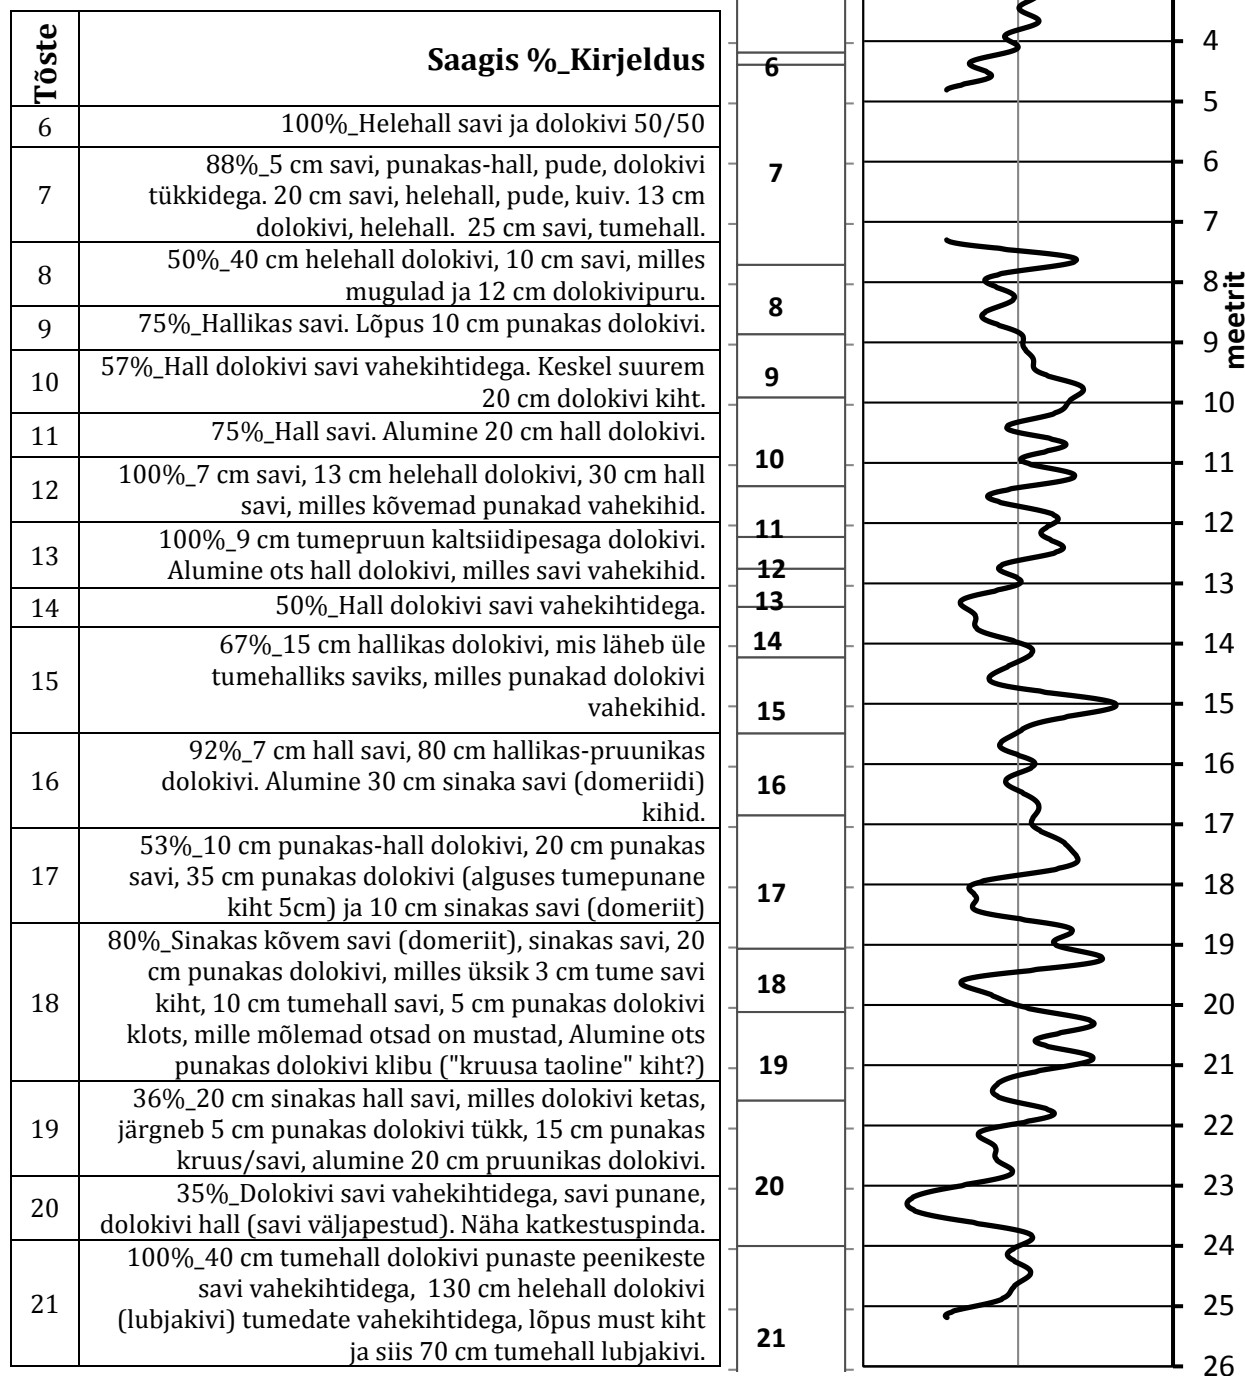 Tõste
Saagis %_Kirjeldus
6
100%_Helehall savi ja dolokivi 50/50
7
88%_5 cm savi, punakas-hall, pude, dolokivi
tükkidega. 20 cm savi, helehall, pude, kuiv. 13 cm
dolokivi, helehall.  25 cm savi, tumehall.
8
50%_40 cm helehall dolokivi, 10 cm savi, milles
mugulad ja 12 cm dolokivipuru.
9
75%_Hallikas savi. Lõpus 10 cm punakas dolokivi.
10
57%_Hall dolokivi savi vahekihtidega. Keskel suurem
20 cm dolokivi kiht.
11
75%_Hall savi. Alumine 20 cm hall dolokivi.
12
100%_7 cm savi, 13 cm helehall dolokivi, 30 cm hall
savi, milles kõvemad punakad vahekihid.
13
100%_9 cm tumepruun kaltsiidipesaga dolokivi.
Alumine ots hall dolokivi, milles savi vahekihid.
14
50%_Hall dolokivi savi vahekihtidega.
15
67%_15 cm hallikas dolokivi, mis läheb üle
tumehalliks saviks, milles punakad dolokivi
vahekihid.
16
92%_7 cm hall savi, 80 cm hallikas-pruunikas
dolokivi. Alumine 30 cm sinaka savi (domeriidi)
kihid.
17
53%_10 cm punakas-hall dolokivi, 20 cm punakas
savi, 35 cm punakas dolokivi (alguses tumepunane
kiht 5cm) ja 10 cm sinakas savi (domeriit)
18
80%_Sinakas kõvem savi (domeriit), sinakas savi, 20
cm punakas dolokivi, milles üksik 3 cm tume savi
kiht, 10 cm tumehall savi, 5 cm punakas dolokivi
klots, mille mõlemad otsad on mustad, Alumine ots
punakas dolokivi klibu ("kruusa taoline" kiht?)
19
36%_20 cm sinakas hall savi, milles dolokivi ketas,
järgneb 5 cm punakas dolokivi tükk, 15 cm punakas
kruus/savi, alumine 20 cm pruunikas dolokivi.
20
35%_Dolokivi savi vahekihtidega, savi punane,
dolokivi hall (savi väljapestud). Näha katkestuspinda.
21
100%_40 cm tumehall dolokivi punaste peenikeste
savi vahekihtidega,  130 cm helehall dolokivi
(lubjakivi) tumedate vahekihtidega, lõpus must kiht
ja siis 70 cm tumehall lubjakivi.
6
7
8
9
10
11
12
13
14
15
16
17
18
19
20
21
4
5
6
7
8
9
10
11
12
13
14
15
16
17
18
19
20
21
22
23
24
25
26
meetrit